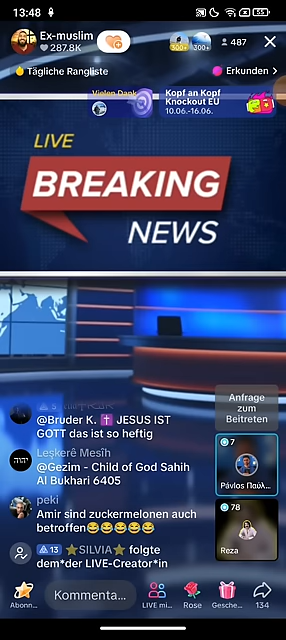 13:48
55
Ex-muslim
287.8K
300+
300+
487
Tägliche Rangliste
Erkunden >
Vielen Dank
Kopf an Kopf
Knockout EU
10.06.-16.06.
LIVE
BREAKING
NEWS
@Bruder K. ✝️ JESUS IST
GOTT das ist so heftig
Leşkerê Mesîh
@Gezim - Child of God Sahih
Al Bukhari 6405
peki
Amir sind zuckermelonen auch
betroffen😂😂😂😂😂
13 ⭐SILVIA⭐ folgte
dem*der LIVE-Creator*in
Anfrage
zum
Beitreten
7
Pávlos Παύλ...
78
Reza
Abonn...
Kommenta...
LIVE mi...
Rose
Gesche...
134